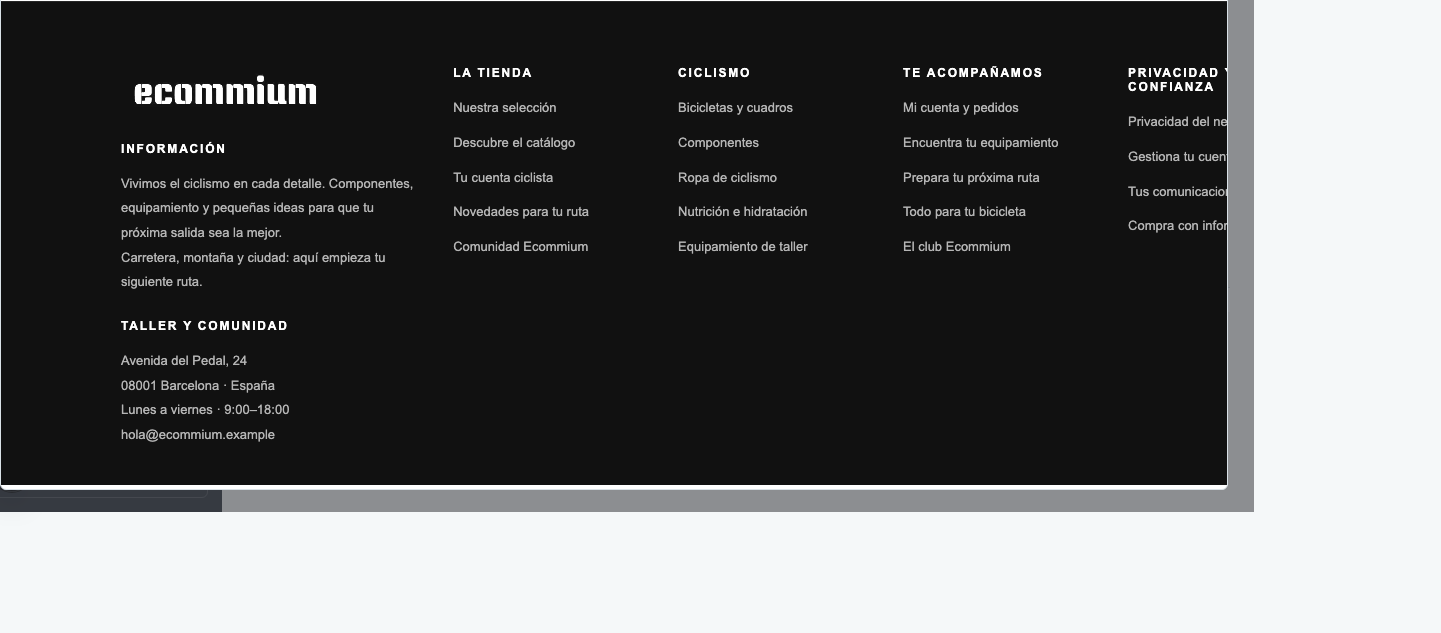 ecommium
INFORMACIÓN
Vivimos el ciclismo en cada detalle. Componentes,
equipamiento y pequeñas ideas para que tu
próxima salida sea la mejor.
Carretera, montaña y ciudad: aquí empieza tu
siguiente ruta.
TALLER Y COMUNIDAD
Avenida del Pedal, 24
08001 Barcelona · España
Lunes a viernes · 9:00–18:00
hola@ecommium.example
LA TIENDA
Nuestra selección
Descubre el catálogo
Tu cuenta ciclista
Novedades para tu ruta
Comunidad Ecommium
CICLISMO
Bicicletas y cuadros
Componentes
Ropa de ciclismo
Nutrición e hidratación
Equipamiento de taller
TE ACOMPAÑAMOS
Mi cuenta y pedidos
Encuentra tu equipamiento
Prepara tu próxima ruta
Todo para tu bicicleta
El club Ecommium
PRIVACIDAD Y
CONFIANZA
Privacidad del
Gestiona tu
Tus
Compra con